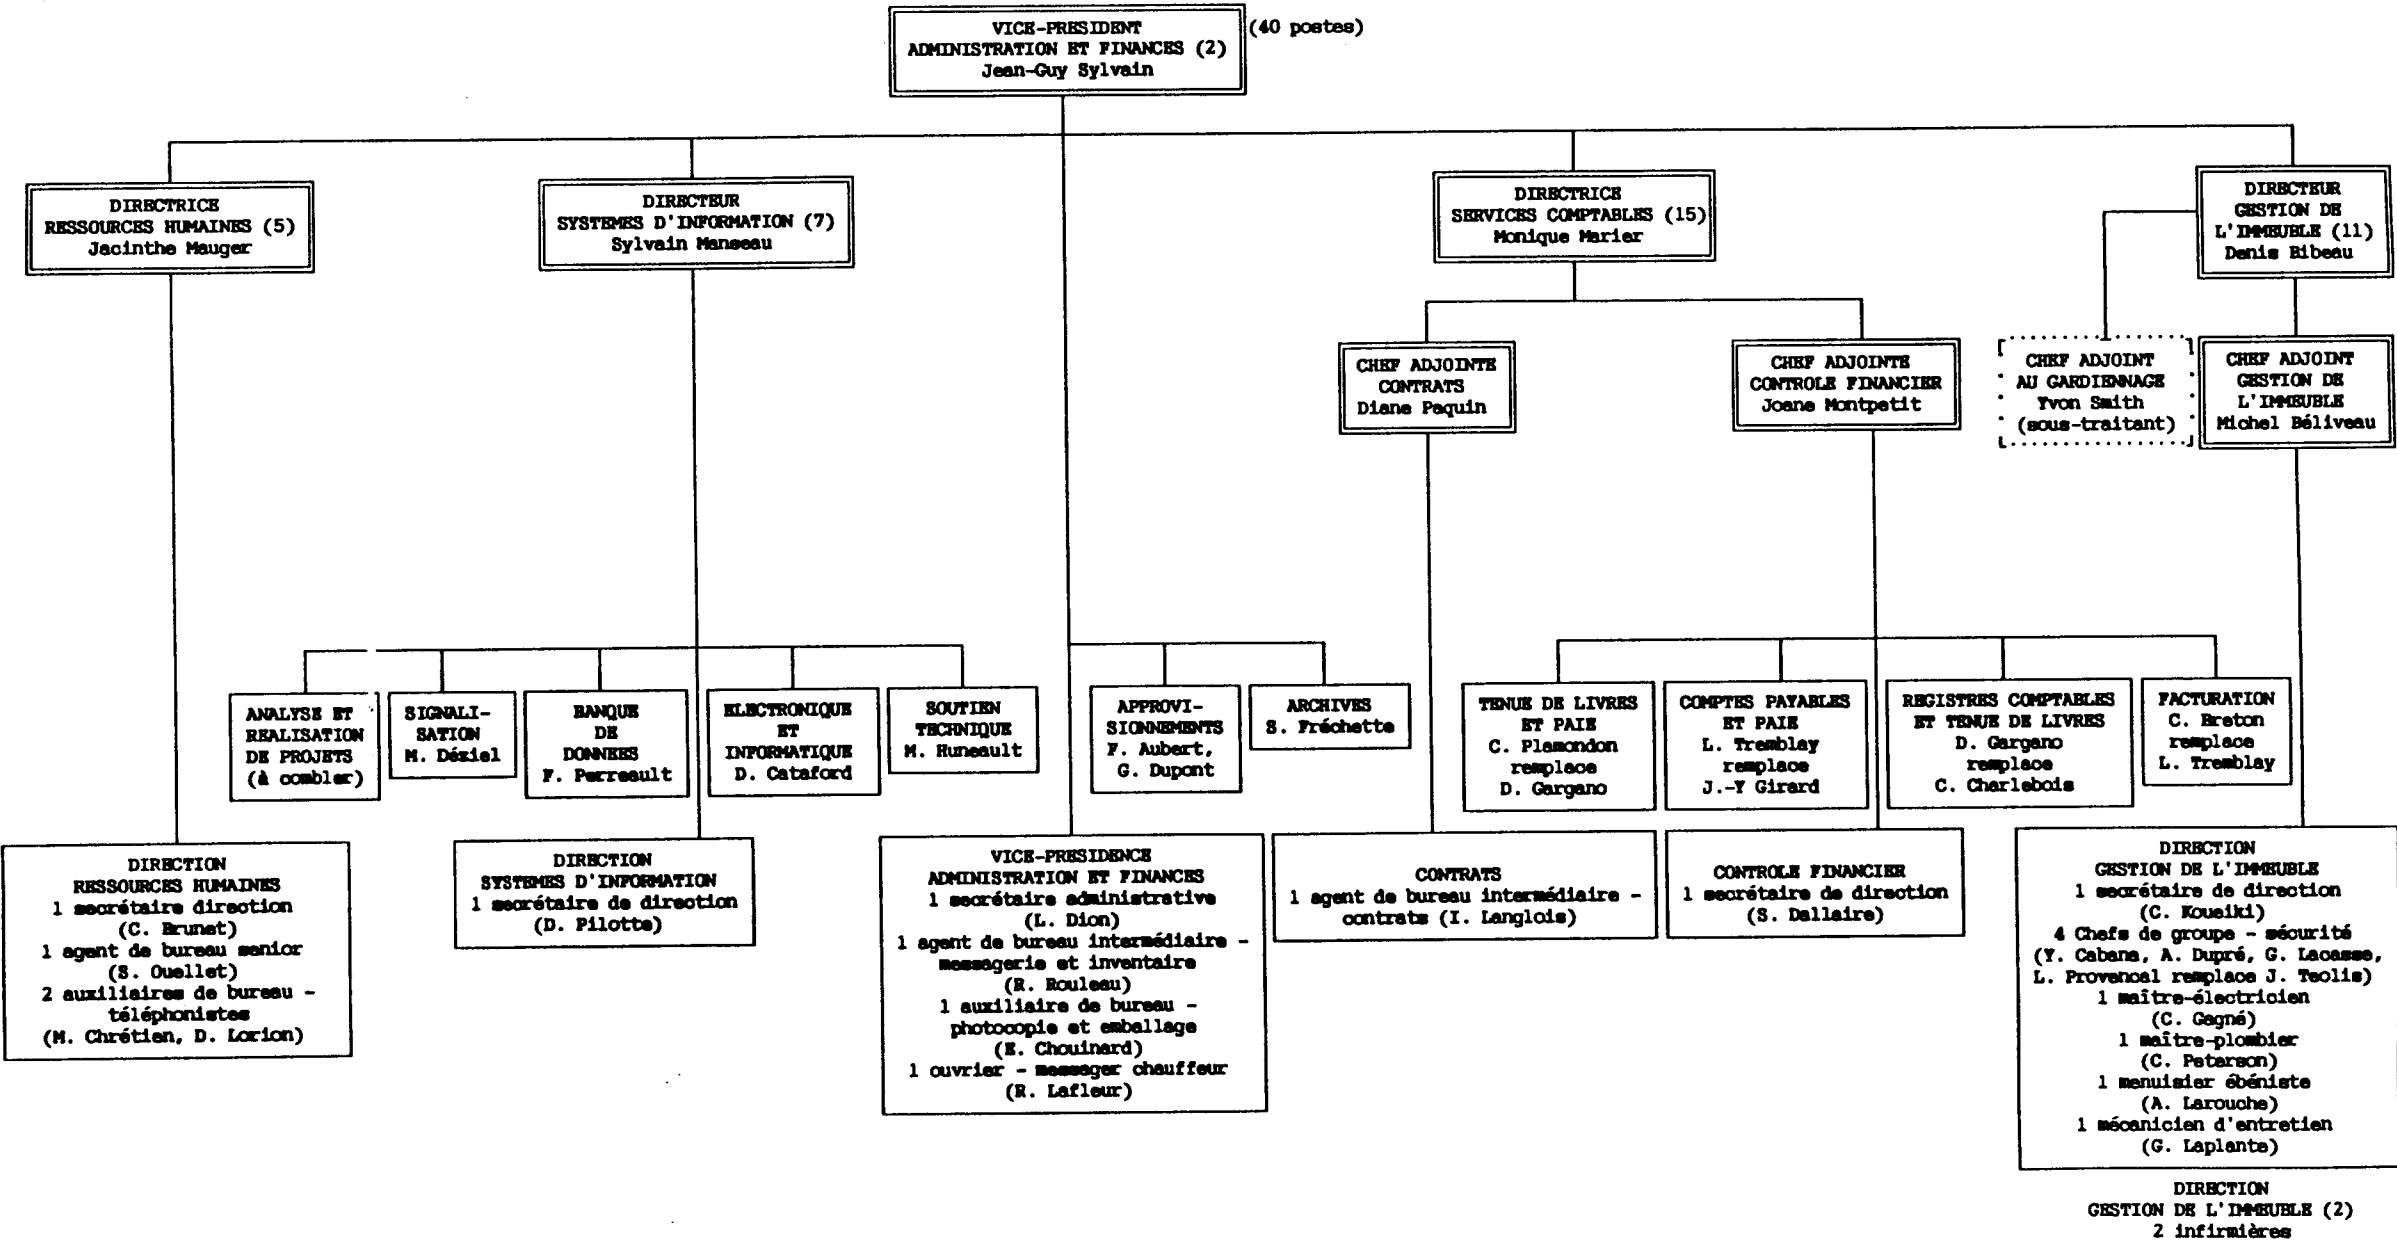 VICE-PRESIDENT
ADMINISTRATION ET FINANCES (2)
Jean-Guy Sylvain
(40 postes)
DIRECTRICE
RESSOURCES HUMAINES (5)
Jacinthe Mauger
DIRECTEUR
SYSTEMES D'INFORMATION (7)
Sylvain Manseau
DIRECTRICE
SERVICES COMPTABLES (15)
Monique Marier
DIRECTEUR
GESTION DE
L'IMMEUBLE (11)
Denis Bibeau
CHEF ADJOINTE
CONTRATS
Diane Paquin
CHEF ADJOINTE
CONTROLE FINANCIER
Joane Montpetit
CHEF ADJOINT
AU GARDIENNAGE
Yvon Smith
(sous-traitant)
CHEF ADJOINT
GESTION DE
L'IMMEUBLE
Michel Béliveau
ANALYSE ET
REALISATION
DE PROJETS
(à combler)
SIGNALI-
SATION
M. Déziel
BANQUE
DE
DONNEES
F. Perreault
ELECTRONIQUE
ET
INFORMATIQUE
D. Cataford
SOUTIEN
TECHNIQUE
M. Huneault
APPROVI-
SIONNEMENTS
F. Aubert,
G. Dupont
ARCHIVES
S. Fréchette
TENUE DE LIVRES
ET PAIE
C. Plamondon
remplace
D. Gargano
COMPTES PAYABLES
ET PAIE
L. Tremblay
remplace
J.-Y Girard
REGISTRES COMPTABLES
ET TENUE DE LIVRES
D. Gargano
remplace
C. Charlebois
FACTURATION
C. Breton
remplace
L. Tremblay
DIRECTION
RESSOURCES HUMAINES
1 secrétaire direction
(C. Brunet)
1 agent de bureau senior
(S. Ouellet)
2 auxiliaires de bureau -
téléphonistes
(M. Chrétien, D. Lorion)
DIRECTION
SYSTEMES D'INFORMATION
1 secrétaire de direction
(D. Pilotte)
VICE-PRESIDENCE
ADMINISTRATION ET FINANCES
1 secrétaire administrative
(L. Dion)
1 agent de bureau intermédiaire -
messagerie et inventaire
(R. Rouleau)
1 auxiliaire de bureau -
photocopie et emballage
(E. Chouinard)
1 ouvrier - messager chauffeur
(R. Lafleur)
CONTRATS
1 agent de bureau intermédiaire -
contrats (I. Langlois)
CONTROLE FINANCIER
1 secrétaire de direction
(S. Dallaire)
DIRECTION
GESTION DE L'IMMEUBLE
1 secrétaire de direction
(C. Koueiki)
4 Chefs de groupe - sécurité
(Y. Cabana, A. Dupré, G. Lacasse,
L. Provencal remplace J. Teolis)
1 maître-électricien
(C. Gagné)
1 maître-plombier
(C. Peterson)
1 menuisier ébéniste
(A. Larouche)
1 mécanicien d'entretien
(G. Laplante)
DIRECTION
GESTION DE L'IMMEUBLE (2)
2 infirmières